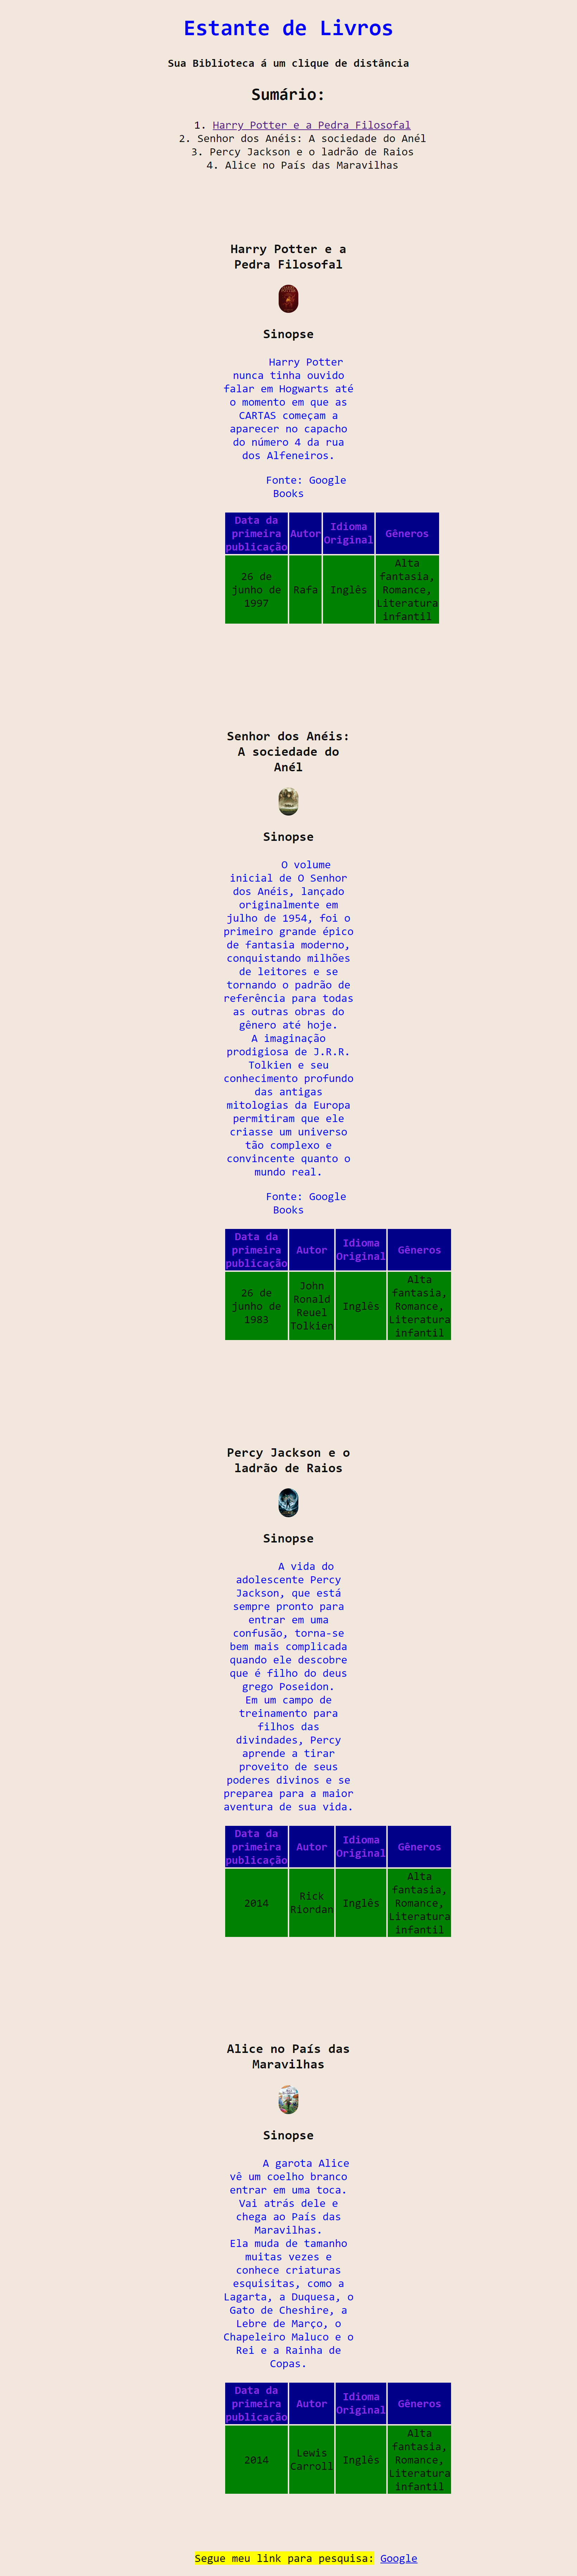 Estante de Livros
Sua Biblioteca á um clique de distância
Sumário:
1. Harry Potter e a Pedra Filosofal
2. Senhor dos Anéis: A sociedade do Anél
3. Percy Jackson e o ladrão de Raios
4. Alice no País das Maravilhas
Harry Potter e a
Pedra Filosofal
Sinopse
Harry Potter
nunca tinha ouvido
falar em Hogwarts até
o momento em que as
CARTAS começam a
aparecer no capacho
do número 4 da rua
dos Alfeneiros.
Fonte: Google
Books
Data da primeira publicação Autor Idioma Original Gêneros
26 de junho de 1997 Rafa Inglês Alta fantasia, Romance, Literatura infantil
Senhor dos Anéis:
A sociedade do
Anél
Sinopse
O volume
inicial de O Senhor
dos Anéis, lançado
originalmente em
julho de 1954, foi o
primeiro grande épico
de fantasia moderno,
conquistando milhões
de leitores e se
tornando o padrão de
referência para todas
as outras obras do
gênero até hoje.
A imaginação
prodigiosa de J.R.R.
Tolkien e seu
conhecimento profundo
das antigas
mitologias da Europa
permitiram que ele
criasse um universo
tão complexo e
convincente quanto o
mundo real.
Fonte: Google
Books
Data da primeira publicação Autor Idioma Original Gêneros
26 de junho de 1983 John Ronald Reuel Tolkien Inglês Alta fantasia, Romance, Literatura infantil
Percy Jackson e o
ladrão de Raios
Sinopse
A vida do
adolescente Percy
Jackson, que está
sempre pronto para
entrar em uma
confusão, torna-se
bem mais complicada
quando ele descobre
que é filho do deus
grego Poseidon.
Em um campo de
treinamento para
filhos das
divindades, Percy
aprende a tirar
proveito de seus
poderes divinos e se
preparea para a maior
aventura de sua vida.
Data da primeira publicação Autor Idioma Original Gêneros
2014 Rick Riordan Inglês Alta fantasia, Romance, Literatura infantil
Alice no País das
Maravilhas
Sinopse
A garota Alice
vê um coelho branco
entrar em uma toca.
Vai atrás dele e
chega ao País das
Maravilhas.
Ela muda de tamanho
muitas vezes e
conhece criaturas
esquisitas, como a
Lagarta, a Duquesa, o
Gato de Cheshire, a
Lebre de Março, o
Chapeleiro Maluco e o
Rei e a Rainha de
Copas.
Data da primeira publicação Autor Idioma Original Gêneros
2014 Lewis Carroll Inglês Alta fantasia, Romance, Literatura infantil
Segue meu link para pesquisa: Google